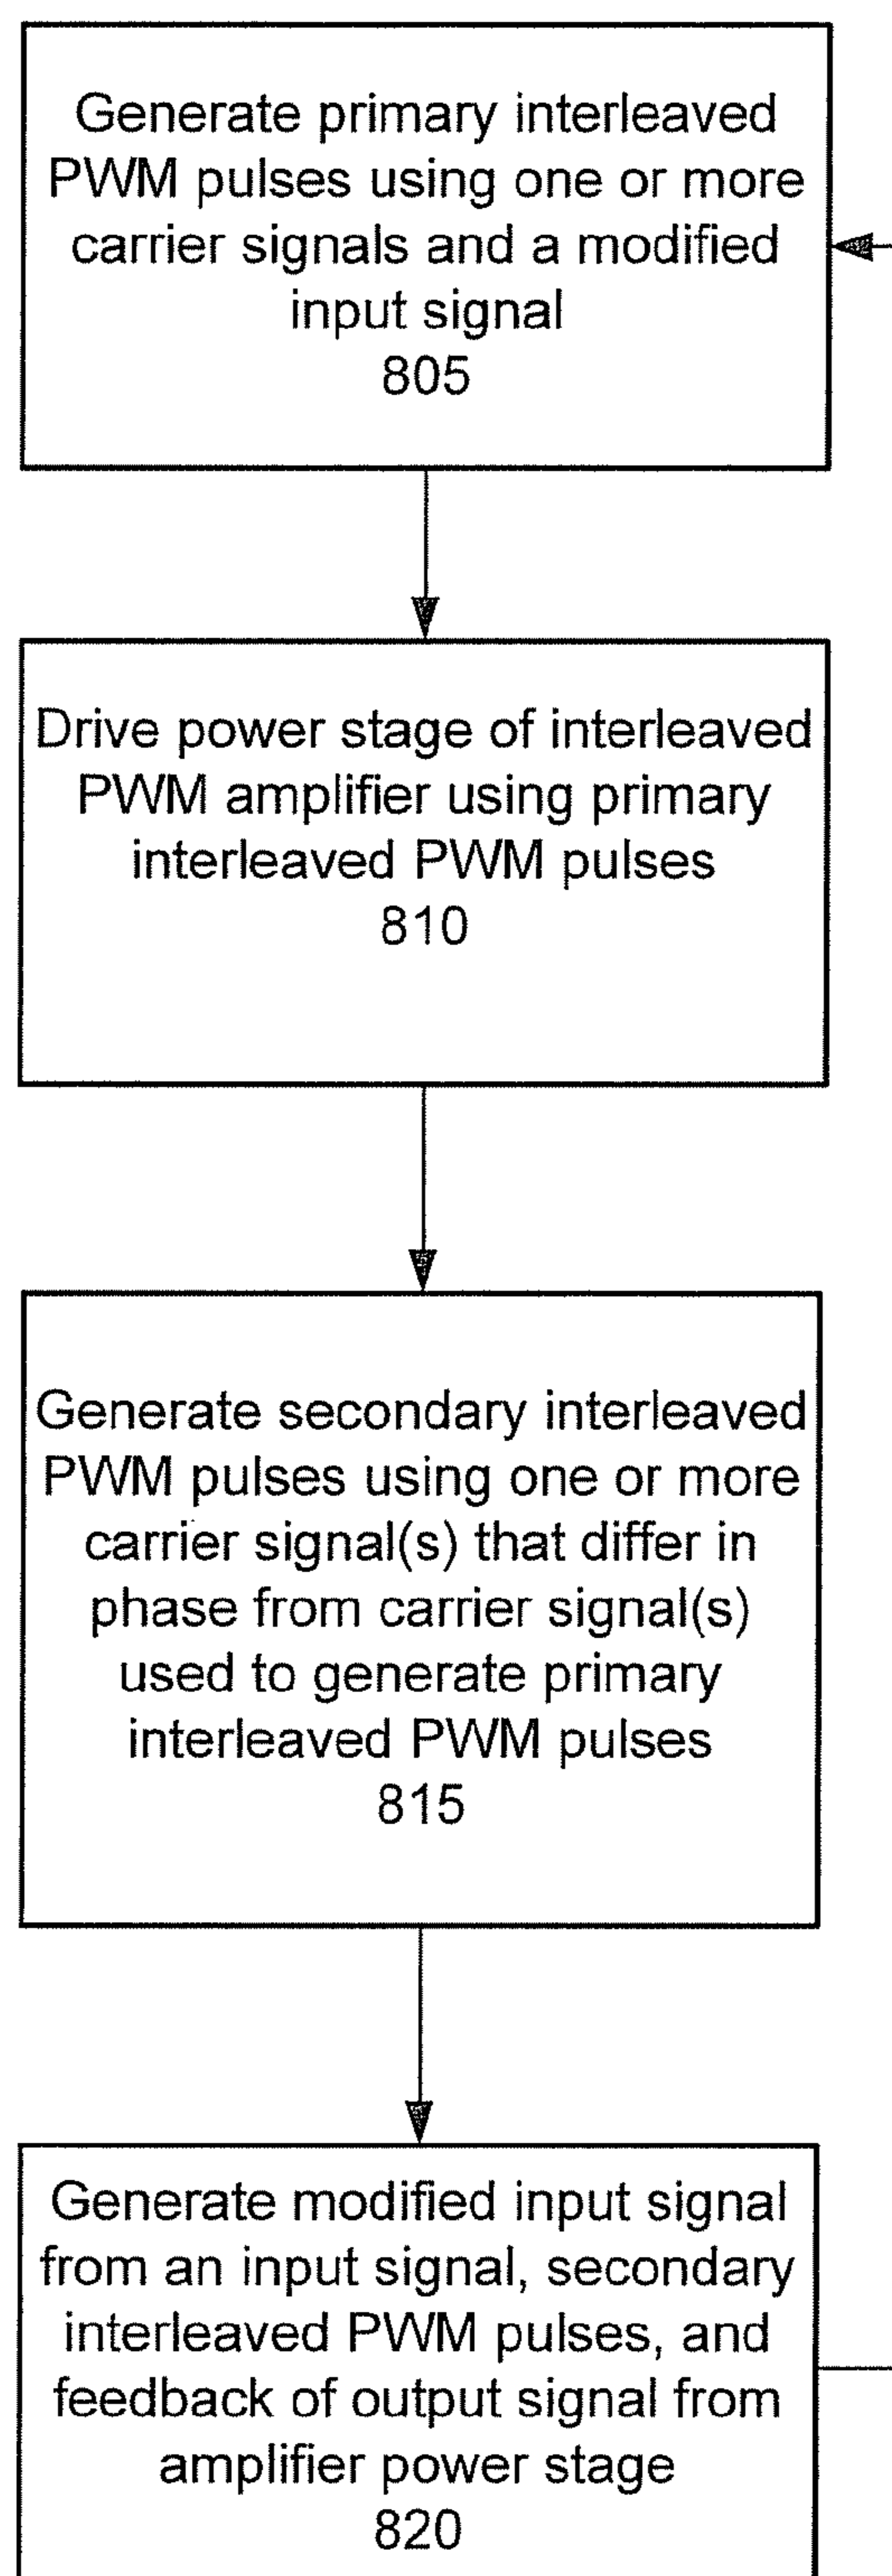 Generate primary interleaved
PWM pulses using one or more
carrier signals and a modified
input signal
805
Drive power stage of interleaved
PWM amplifier using primary
interleaved PWM pulses
810
Generate secondary interleaved
PWM pulses using one or more
carrier signal(s) that differ in
phase from carrier signal(s)
used to generate primary
interleaved PWM pulses
815
Generate modified input signal
from an input signal, secondary
interleaved PWM pulses, and
feedback of output signal from
amplifier power stage
820